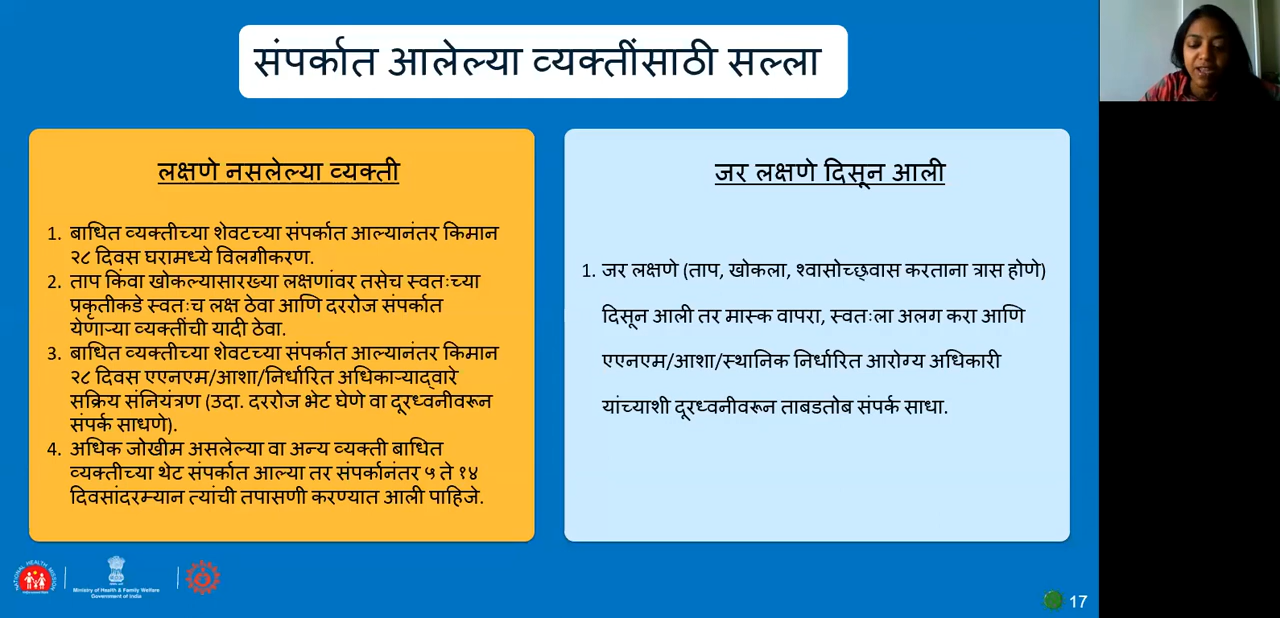 संपर्कात आलेल्या व्यक्तींसाठी सल्ला
लक्षणे नसलेल्या व्यक्ती
1. बाधित व्यक्तीच्या शेवटच्या संपर्कात आल्यानंतर किमान
२८ दिवस घरामध्ये विलगीकरण.
2. ताप किंवा खोकल्यासारख्या लक्षणांवर तसेच स्वतःच्या
प्रकृतीकडे स्वतःच लक्ष ठेवा आणि दररोज संपर्कात
येणाऱ्या व्यक्तींची यादी ठेवा.
3. बाधित व्यक्तीच्या शेवटच्या संपर्कात आल्यानंतर किमान
२८ दिवस एएनएम/आशा/निर्धारित अधिकाऱ्याद्वारे
सक्रिय संनियंत्रण (उदा. दररोज भेट घेणे वा दूरध्वनीवरून
संपर्क साधणे).
4. अधिक जोखीम असलेल्या वा अन्य व्यक्ती बाधित
व्यक्तीच्या थेट संपर्कात आल्या तर संपर्कानंतर ५ ते १४
दिवसांदरम्यान त्यांची तपासणी करण्यात आली पाहिजे.
जर लक्षणे दिसून आली
1. जर लक्षणे (ताप, खोकला, श्वासोच्छ्वास करताना त्रास होणे)
दिसून आली तर मास्क वापरा, स्वतःला अलग करा आणि
एएनएम/आशा/स्थानिक निर्धारित आरोग्य अधिकारी
यांच्याशी दूरध्वनीवरून ताबडतोब संपर्क साधा.
NATIONAL HEALTH MISSION
Ministry of Health & Family Welfare
Government of India
17